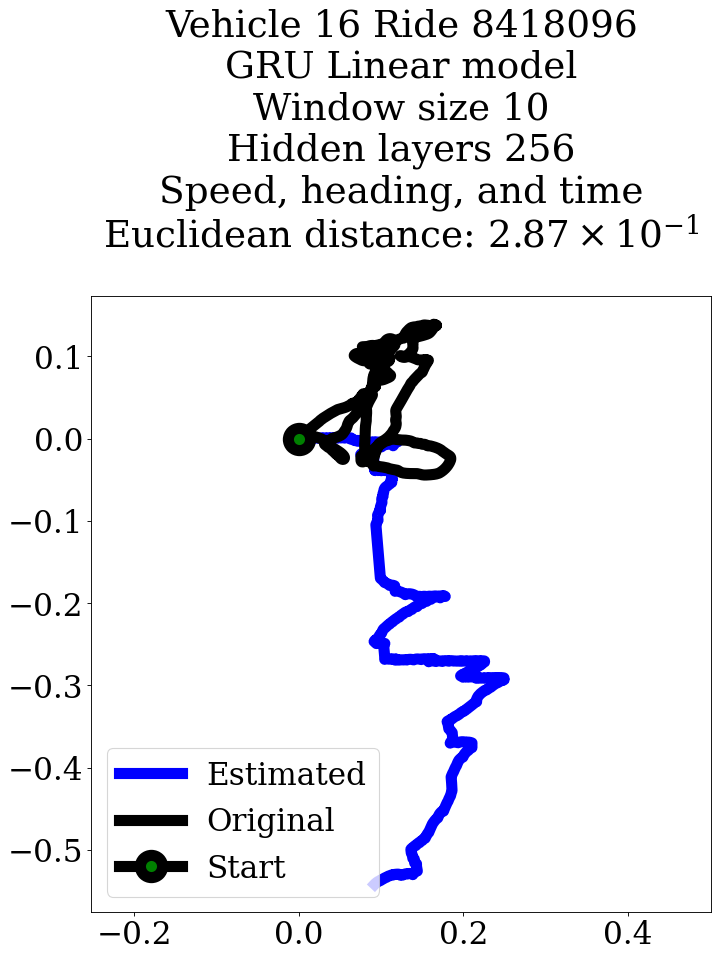 Vehicle 16 Ride 8418096
GRU Linear model
Window size 10
Hidden layers 256
Speed, heading, and time
Euclidean distance: 2.87 × 10⁻¹
0.1
0.0
−0.1
−0.2
−0.3
−0.4
−0.5
Estimated
Original
Start
−0.2 0.0 0.2 0.4